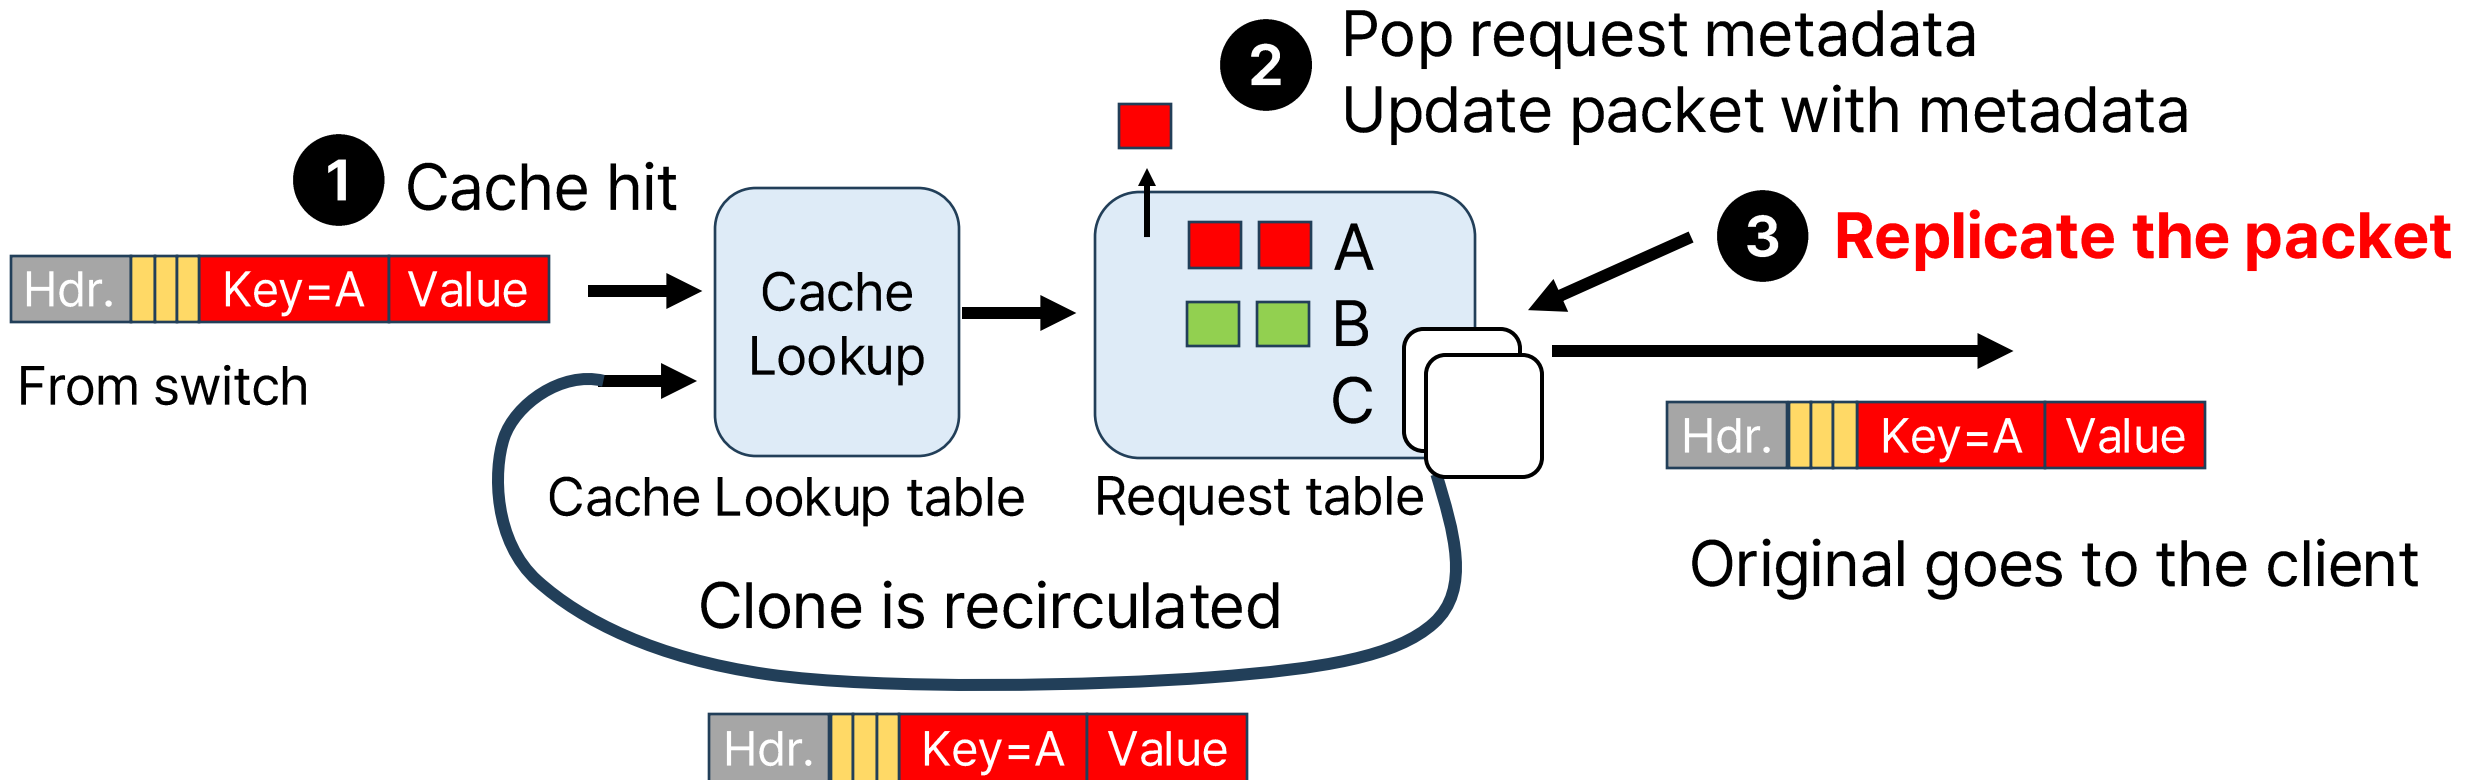 2
Pop request metadata
Update packet with metadata
1
Cache hit
3
Replicate the packet
Hdr.
Key=A
Value
From switch
Cache
Lookup
A
B
C
Cache Lookup table
Request table
Hdr.
Key=A
Value
Original goes to the client
Clone is recirculated
Hdr.
Key=A
Value